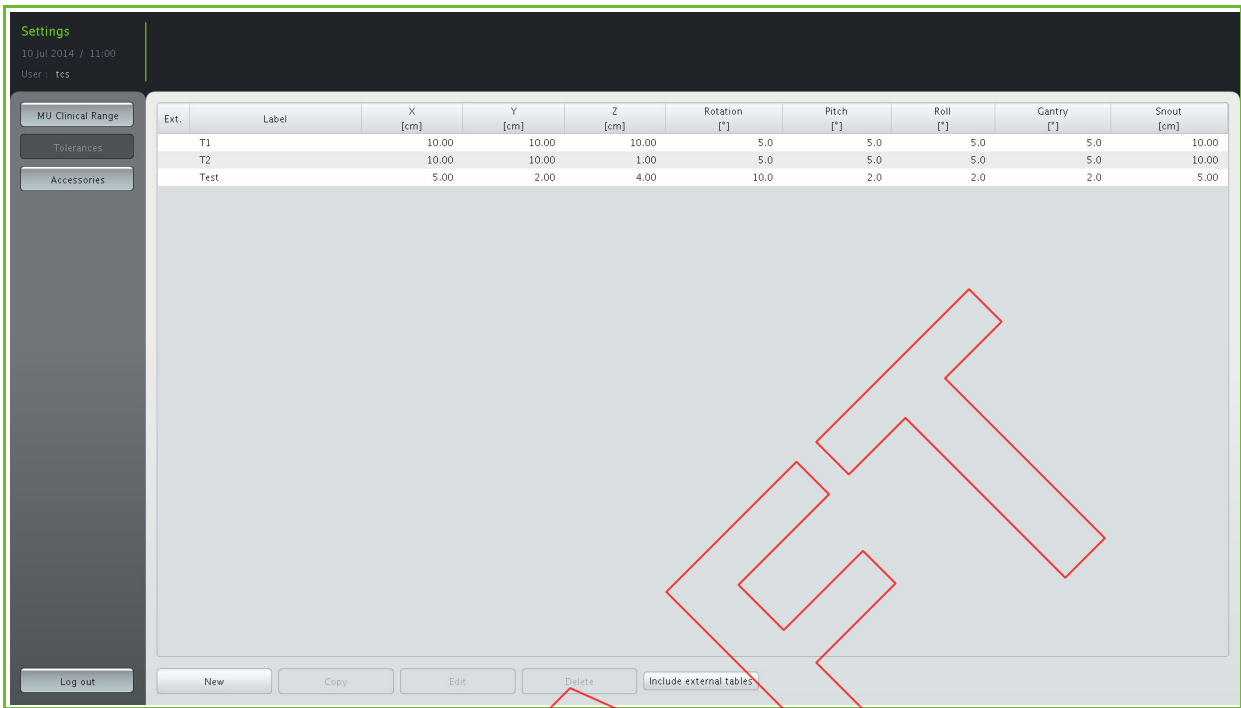 Settings
10 Jul 2014 / 11:00
User : tcs
MU Clinical Range
Tolerances
Accessories
Log out
Ext. Label X [cm] Y [cm] Z [cm] Rotation [°] Pitch [°] Roll [°] Gantry [°] Snout [cm]
T1 10.00 10.00 10.00 5.0 5.0 5.0 5.0 10.00
T2 10.00 10.00 1.00 5.0 5.0 5.0 5.0 10.00
Test 5.00 2.00 4.00 10.0 2.0 2.0 2.0 5.00
New Copy Edit Delete Include external tables